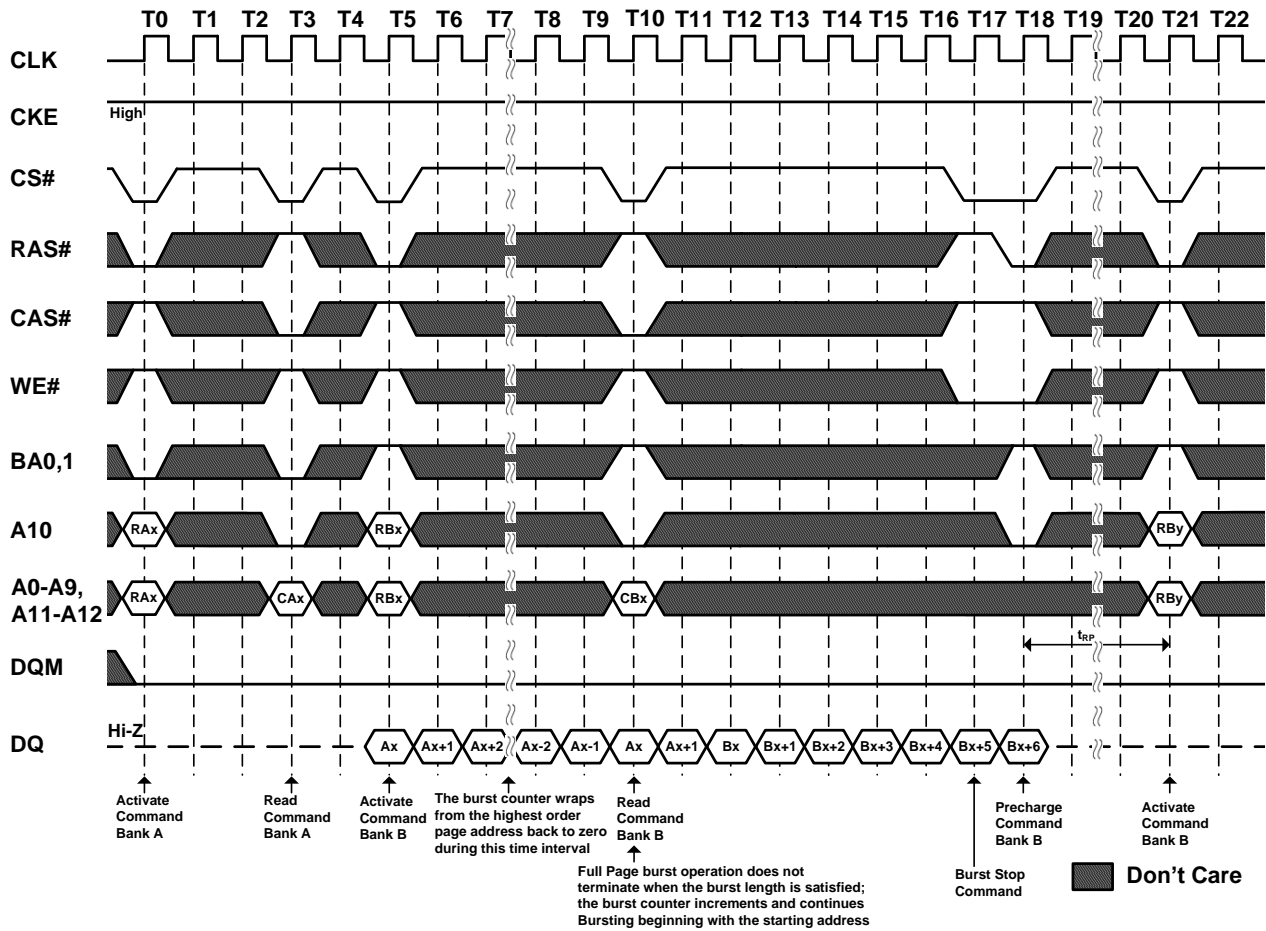 T0 T1 T2 T3 T4 T5 T6 T7 T8 T9 T10 T11 T12 T13 T14 T15 T16 T17 T18 T19 T20 T21 T22
CLK
CKE
High
CS#
RAS#
CAS#
WE#
BA0,1
A10
RAx RBx RBy
A0-A9,
A11-A12
RAx CAx RBx CBx RBy
tRP
DQM
DQ
Hi-Z
Ax Ax+1 Ax+2 Ax-2 Ax-1 Ax Ax+1 Bx Bx+1 Bx+2 Bx+3 Bx+4 Bx+5 Bx+6
Activate
Command
Bank A
Read
Command
Bank A
Activate
Command
Bank B
The burst counter wraps
from the highest order
page address back to zero
during this time interval
Read
Command
Bank B
Full Page burst operation does not
terminate when the burst length is satisfied;
the burst counter increments and continues
Bursting beginning with the starting address
Burst Stop
Command
Precharge
Command
Bank B
Activate
Command
Bank B
Don't Care